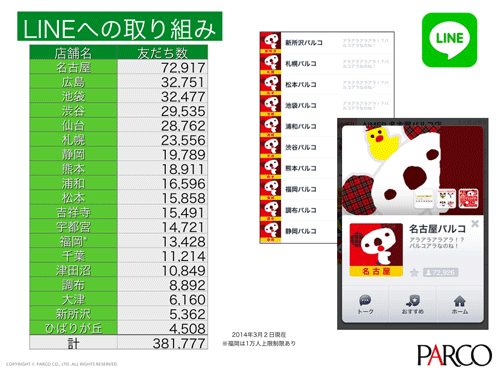 LINEへの取り組み
店舗名 友だち数
名古屋 72,917
広島 32,751
池袋 32,477
渋谷 29,535
仙台 28,762
札幌 23,556
静岡 19,789
熊本 18,911
浦和 16,596
松本 15,858
吉祥寺 15,491
宇都宮 14,721
福岡* 13,428
千葉 11,214
津田沼 10,849
調布 8,892
大津 6,160
新所沢 5,362
ひばりが丘 4,508
計 381,777
新所沢パルコ
札幌パルコ
松本パルコ
池袋パルコ
浦和パルコ
渋谷パルコ
熊本パルコ
福岡パルコ
調布パルコ
静岡パルコ
LINE
名古屋パルコ
アラアラアラアラ！？
パルコアラなのね！
名古屋
トーク おすすめ ホーム
2014年3月2日現在
※福岡は1万人上限制限あり
PARCO
COPYRIGHT © PARCO CO., LTD. ALL RIGHTS RESERVED.